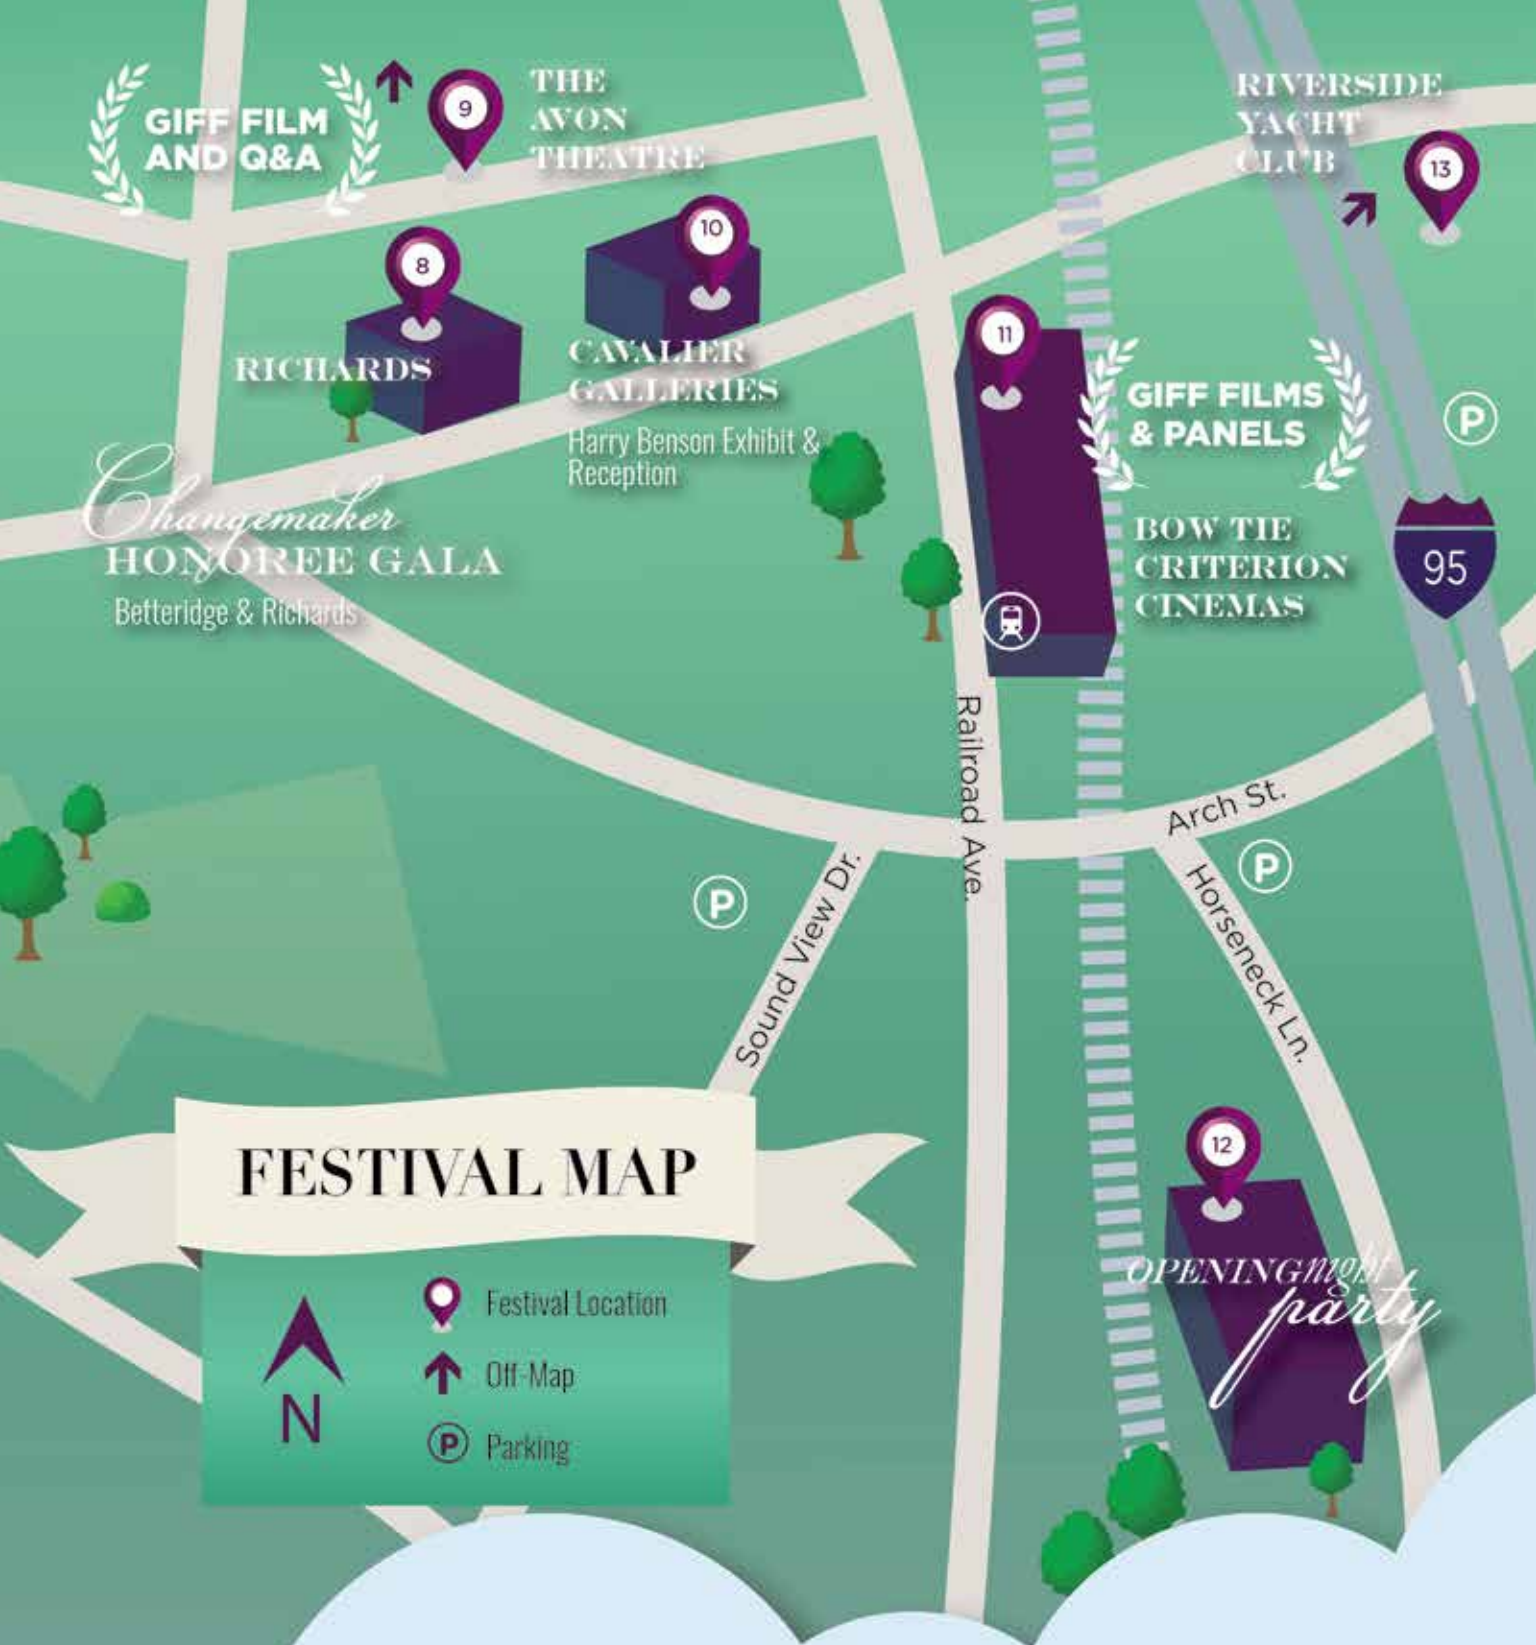 GIFF FILM
AND Q&A
9
THE
AVON
THEATRE
RIVERSIDE
YACHT
CLUB
13
8
RICHARDS
10
CAVALIER
GALLERIES
Harry Benson Exhibit &
Reception
11
GIFF FILMS
& PANELS
P
BOW TIE
CRITERION
CINEMAS
95
Changemaker
HONOREE GALA
Betteridge & Richards
Railroad Ave.
Arch St.
P
P
Sound View Dr.
Horseneck Ln.
12
OPENING night
party
FESTIVAL MAP
N
Festival Location
Off-Map
P Parking